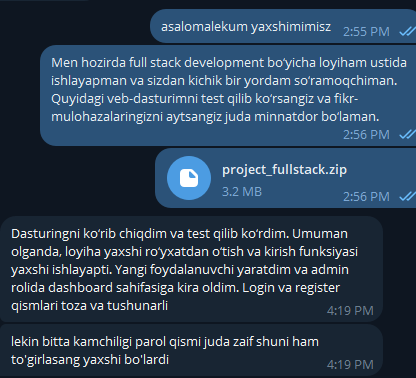 asalomalekum yaxshimimisz
2:55 PM
Men hozirda full stack development bo‘yicha loyiham ustida
ishlayapman va sizdan kichik bir yordam so‘ramoqchiman.
Quyidagi veb-dasturimni test qilib ko‘rsangiz va fikr-
mulohazalaringizni aytsangiz juda minnatdor bo‘laman.
2:56 PM
project_fullstack.zip
3.2 MB
2:56 PM
Dasturingni ko‘rib chiqdim va test qilib ko‘rdim. Umuman
olganda, loyiha yaxshi ro‘yxatdan o‘tish va kirish funksiyasi
yaxshi ishlayapti. Yangi foydalanuvchi yaratdim va admin
rolida dashboard sahifasiga kira oldim. Login va register
qismlari toza va tushunarli
4:19 PM
lekin bitta kamchiligi parol qismi juda zaif shuni ham
to'girlasang yaxshi bo'lardi
4:19 PM